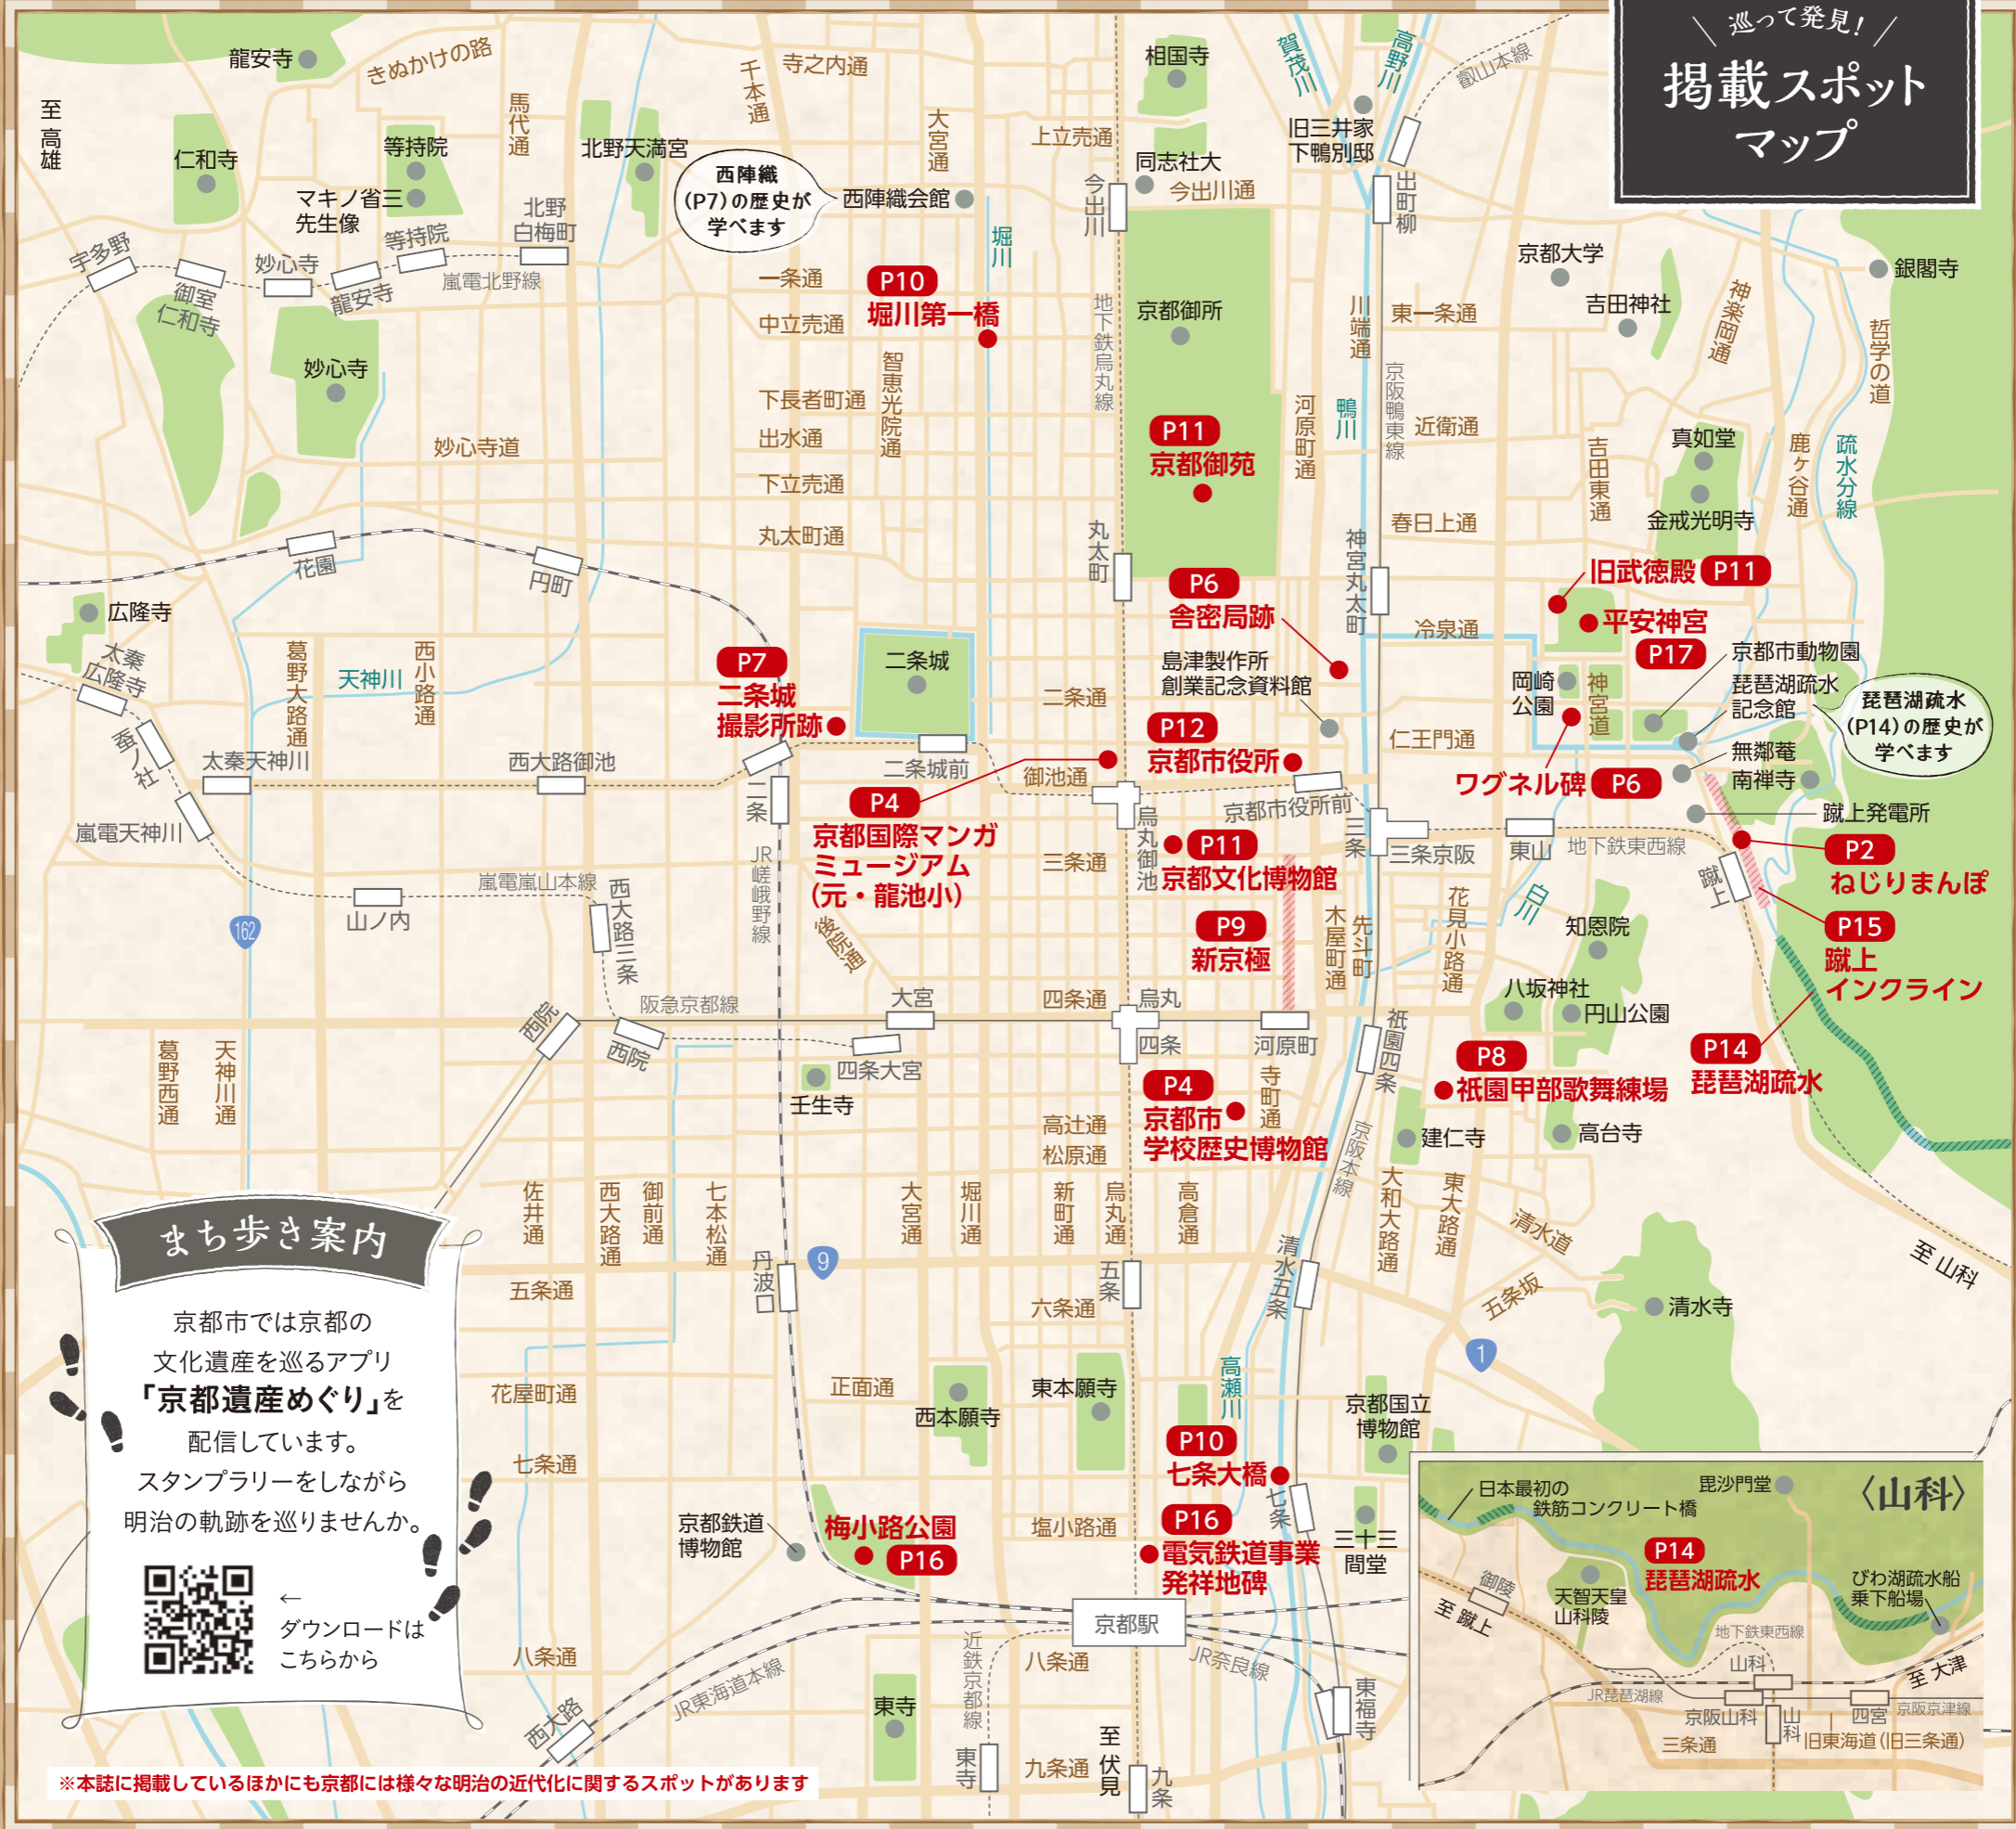 巡って発見!
掲載スポット
マップ
龍安寺
きぬかけの路
千本通
寺之内通
相国寺
賀茂川
高野川
叡山本線
至 高雄
馬代通
大宮通
上立売通
旧三井家
下鴨別邸
仁和寺
等持院
北野天満宮
同志社大
マキノ省三
先生像
西陣織
(P7)の歴史が
学べます
西陣織会館
今出川
今出川通
出町柳
北野
白梅町
宇多野
御室
仁和寺
妙心寺
龍安寺
等持院
嵐電北野線
堀川
京都大学
銀閣寺
一条通
P10
堀川第一橋
中立売通
地下鉄烏丸線
京都御所
川端通
東一条通
吉田神社
神楽岡通
哲学の道
妙心寺
智恵光院通
下長者町通
出水通
京阪鴨東線
河原町通
鴨川
近衛通
妙心寺道
P11
京都御苑
吉田東通
真如堂
鹿ヶ谷通
疏水分線
下立売通
金戒光明寺
丸太町通
丸太町
神宮丸太町
春日上通
花園
円町
広隆寺
P6
舎密局跡
旧武徳殿
P11
平安神宮
P17
冷泉通
太秦
広隆寺
葛野大路通
天神川
西小路通
P7
二条城
撮影所跡
二条城
二条通
島津製作所
創業記念資料館
岡崎
公園
神宮道
京都市動物園
琵琶湖疏水
記念館
琵琶湖疏水
(P14)の歴史が
学べます
蚕ノ社
太秦天神川
西大路御池
二条
二条城前
P12
京都市役所
仁王門通
無鄰菴
南禅寺
御池通
京都市役所前
ワグネル碑
P6
嵐電天神川
P4
京都国際マンガ
ミュージアム
(元・龍池小)
烏丸御池
三条
三条京阪
東山
地下鉄東西線
蹴上発電所
蹴上
P2
ねじりまんぽ
JR嵯峨野線
三条通
P11
京都文化博物館
嵐電嵐山本線
山ノ内
西大路三条
162
後院通
P9
新京極
木屋町通
先斗町
花見小路通
白川
知恩院
P15
蹴上
インクライン
阪急京都線
大宮
四条通
烏丸
八坂神社
円山公園
西院
西院
四条大宮
四条
河原町
祇園四条
P14
琵琶湖疏水
葛野西通
天神川通
壬生寺
P4
京都市
学校歴史博物館
寺町通
P8
祇園甲部歌舞練場
高辻通
松原通
京阪本線
建仁寺
高台寺
佐井通
西大路通
御前通
七本松通
大宮通
堀川通
新町通
烏丸通
高倉通
大和大路通
東大路通
清水道
至 山科
まち歩き案内
京都市では京都の
文化遺産を巡るアプリ
「京都遺産めぐり」を
配信しています。
スタンプラリーをしながら
明治の軌跡を巡りませんか。
←
ダウンロードは
こちらから
丹波口
9
五条
清水五条
五条坂
五条通
六条通
清水寺
1
花屋町通
正面通
西本願寺
東本願寺
高瀬川
京都国立
博物館
七条通
P10
七条大橋
七条
京都鉄道
博物館
梅小路公園
P16
塩小路通
P16
電気鉄道事業
発祥地碑
三十三
間堂
京都駅
八条通
近鉄京都線
八条通
JR奈良線
JR東海道本線
西大路
東寺
東寺
至 伏見
九条通
九条
東福寺
〈山科〉
日本最初の
鉄筋コンクリート橋
毘沙門堂
P14
琵琶湖疏水
御陵
至 蹴上
天智天皇
山科陵
びわ湖疏水船
乗下船場
地下鉄東西線
山科
至 大津
JR琵琶湖線
京阪山科
山科
四宮
京阪京津線
三条通
旧東海道(旧三条通)
※本誌に掲載しているほかにも京都には様々な明治の近代化に関するスポットがあります